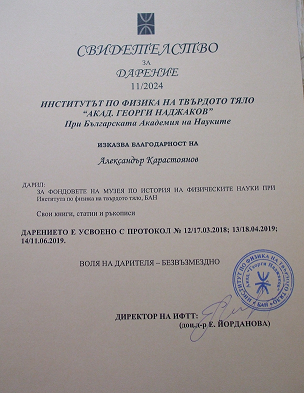 СВИДЕТЕЛСТВО
ЗА
ДАРЕНИЕ
11/2024
ИНСТИТУТЪТ ПО ФИЗИКА НА ТВЪРДОТО ТЯЛО
"АКАД. ГЕОРГИ НАДЖАКОВ"
При Българската Академия на Науките
ИЗКАЗВА БЛАГОДАРНОСТ НА
Александър Карастоянов
ДАРИЛ:
ЗА ФОНДОВЕТЕ НА МУЗЕЯ ПО ИСТОРИЯ НА ФИЗИЧЕСКИТЕ НАУКИ ПРИ
Института по физика на твърдото тяло, БАН
Свои книги, статии и ръкописи
ДАРЕНИЕТО Е УСВОЕНО С ПРОТОКОЛ № 12/17.03.2018; 13/18.04.2019;
14/11.06.2019.
ВОЛЯ НА ДАРИТЕЛЯ – БЕЗВЪЗМЕЗДНО
ДИРЕКТОР НА ИФТТ:
(доц.д-р Е. ЙОРДАНОВА)